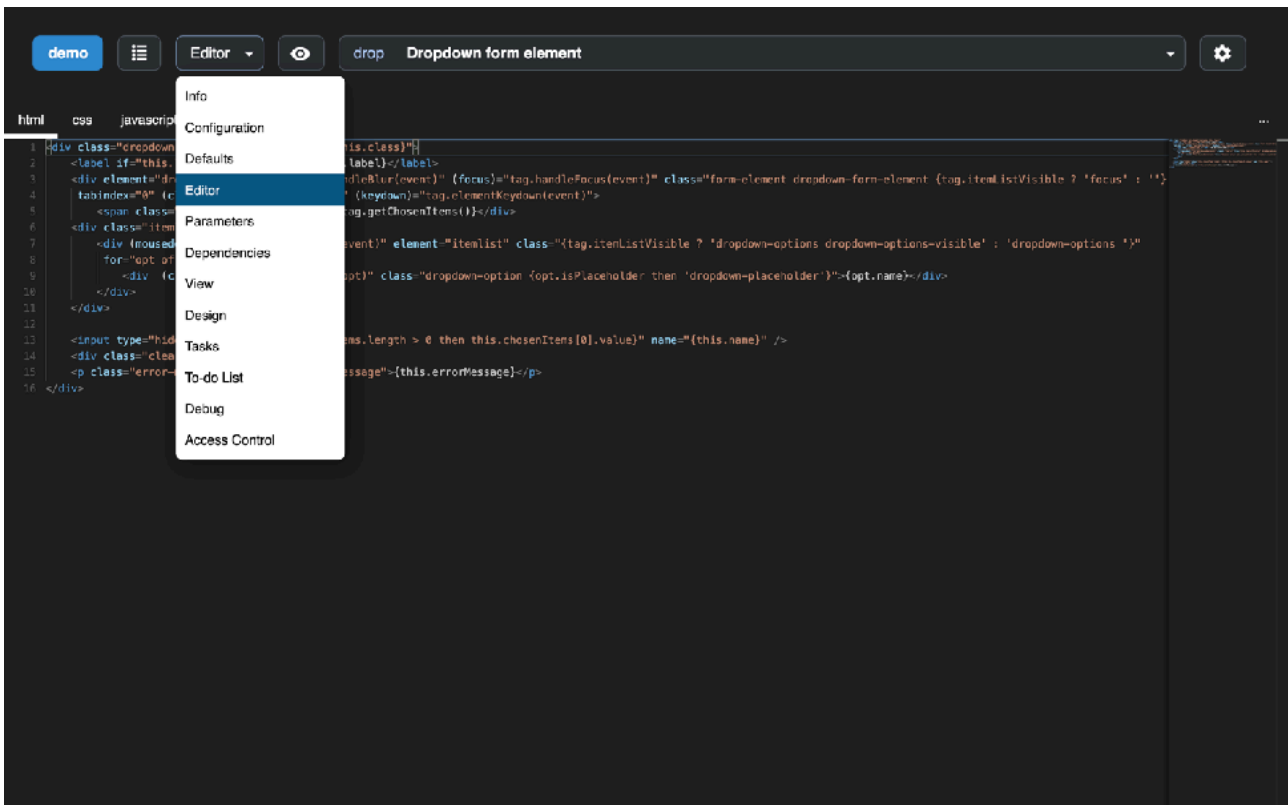 demo Editor drop Dropdown form element
Info
html css javascrip ...
Configuration
Defaults
Editor
Parameters
Dependencies
View
Design
Tasks
To-do List
Debug
Access Control
1 <div class="dropdown his.class}">
2 <label if="this. label}</label>
3 <div element="dr ndleBlur(event)" (focus)="tag.handleFocus(event)" class="form-element dropdown-form-element {tag.itemListVisible ? 'focus' : ''}
4 tabindex="0" (c " (keydown)="tag.elementKeydown(event)">
5 <span class= tag.getChosenItems()}</div>
6 <div class="item
7 <div (moused event)" element="itemlist" class="{tag.itemListVisible ? 'dropdown-options dropdown-options-visible' : 'dropdown-options '}"
8 for="opt of
9 <div (c opt)" class="dropdown-option {opt.isPlaceholder then 'dropdown-placeholder'}">{opt.name}</div>
10 </div>
11 </div>
12
13 <input type="hid ems.length > 0 then this.chosenItems[0].value}" name="{this.name}" />
14 <div class="clea
15 <p class="error- essage">{this.errorMessage}</p>
16 </div>